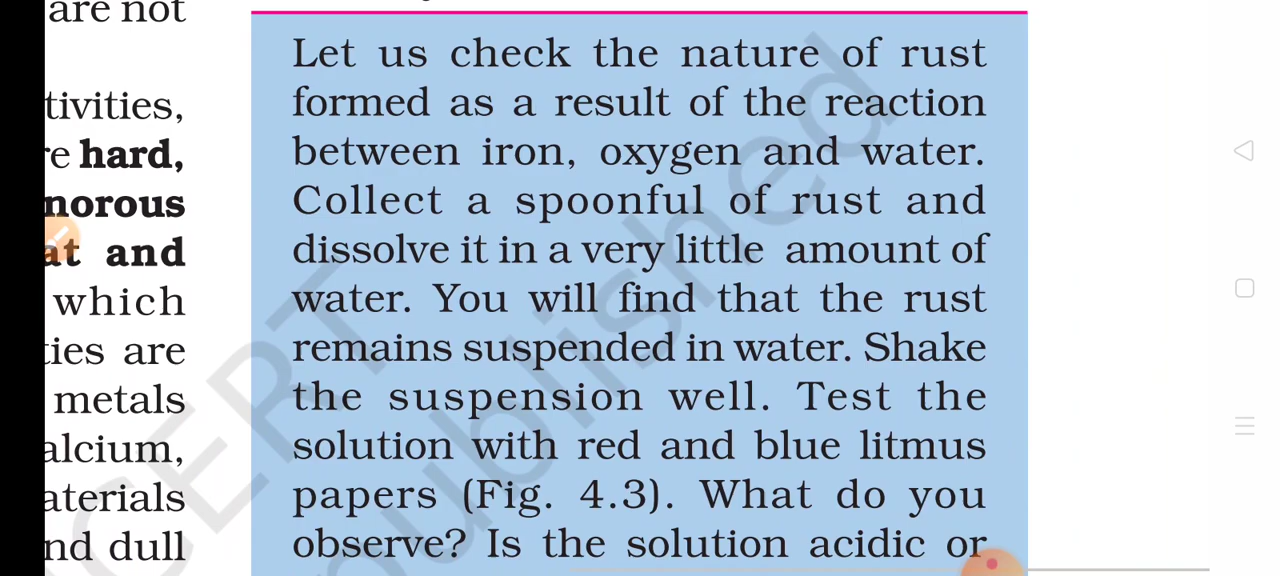 are not
tivities,
re hard,
norous
at and
which
ties are
metals
alcium,
aterials
nd dull
Let us check the nature of rust
formed as a result of the reaction
between iron, oxygen and water.
Collect a spoonful of rust and
dissolve it in a very little amount of
water. You will find that the rust
remains suspended in water. Shake
the suspension well. Test the
solution with red and blue litmus
papers (Fig. 4.3). What do you
observe? Is the solution acidic or